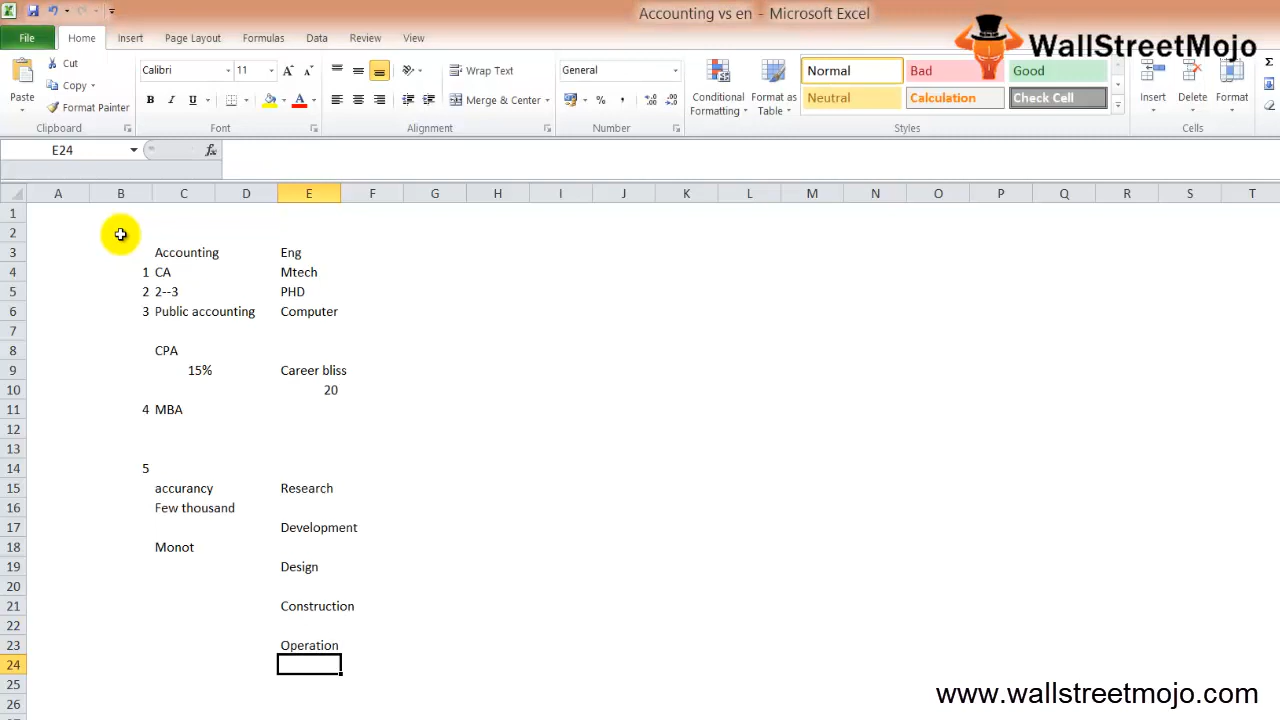 Accounting vs en - Microsoft Excel
WallStreetMojo
File Home Insert Page Layout Formulas Data Review View
Paste Cut Copy Format Painter Clipboard
Calibri 11 B I U A A A Font
Wrap Text Merge & Center Alignment
General % , Number
Conditional Formatting Format as Table
Normal Bad Good
Neutral Calculation Check Cell
Styles
Insert Delete Format Cells
Σ
E24 fx
A B C D E F G H I J K L M N O P Q R S T
1
2
3 Accounting Eng
4 1 CA Mtech
5 2 2--3 PHD
6 3 Public accounting Computer
7
8 CPA
9 15% Career bliss
10 20
11 4 MBA
12
13
14 5
15 accurancy Research
16 Few thousand
17 Development
18 Monot
19 Design
20
21 Construction
22
23 Operation
24
25
26
www.wallstreetmojo.com